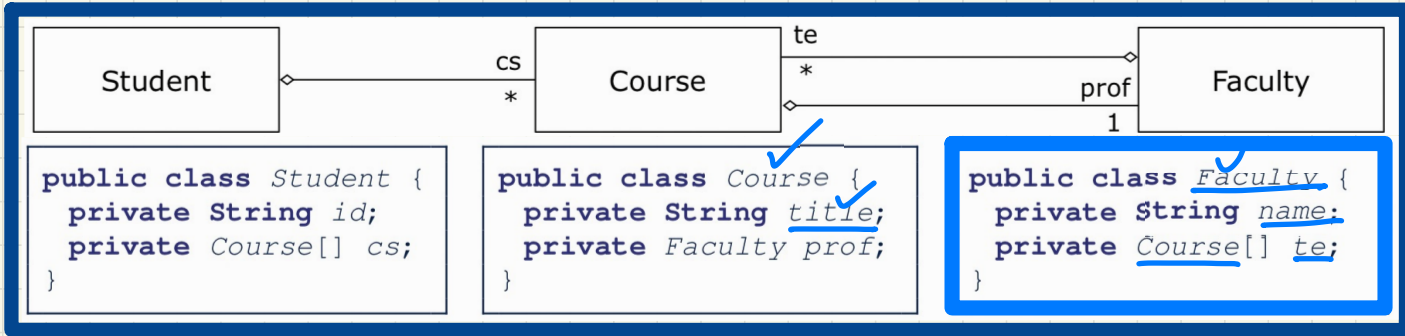 te
cs
prof
Student
Course
Faculty
*
*
1
public class Student {
private String id;
private Course[] cs;
}
public class Course {
private String title;
private Faculty prof;
}
public class Faculty {
private String name;
private Course[] te;
}